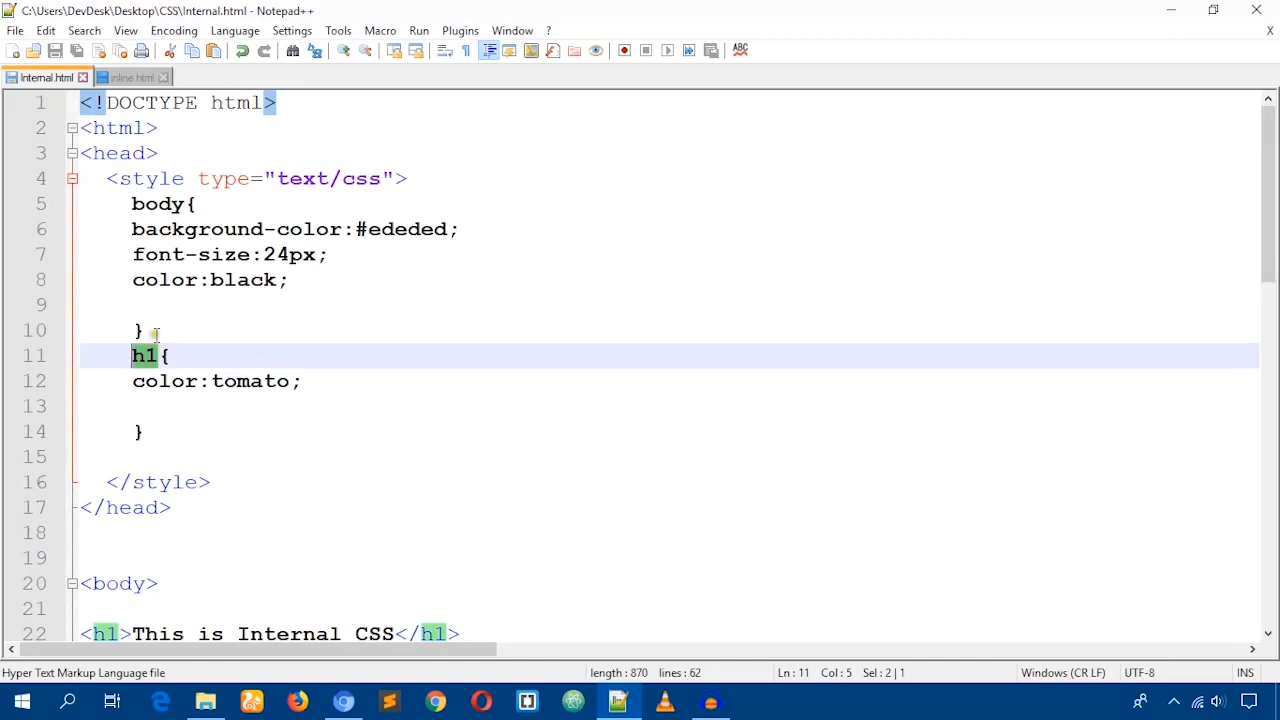 C:\Users\DevDesk\Desktop\CSS\Internal.html - Notepad++
File Edit Search View Encoding Language Settings Tools Macro Run Plugins Window ? X
ABC
Internal.html inline.html
1 <!DOCTYPE html>
2 <html>
3 <head>
4 <style type="text/css">
5 body{
6 background-color:#ededed;
7 font-size:24px;
8 color:black;
9
10 }
11 h1{
12 color:tomato;
13
14 }
15
16 </style>
17 </head>
18
19
20 <body>
21
22 <h1>This is Internal CSS</h1>
Hyper Text Markup Language file length : 870 lines : 62 Ln : 11 Col : 5 Sel : 2 | 1 Windows (CR LF) UTF-8 INS